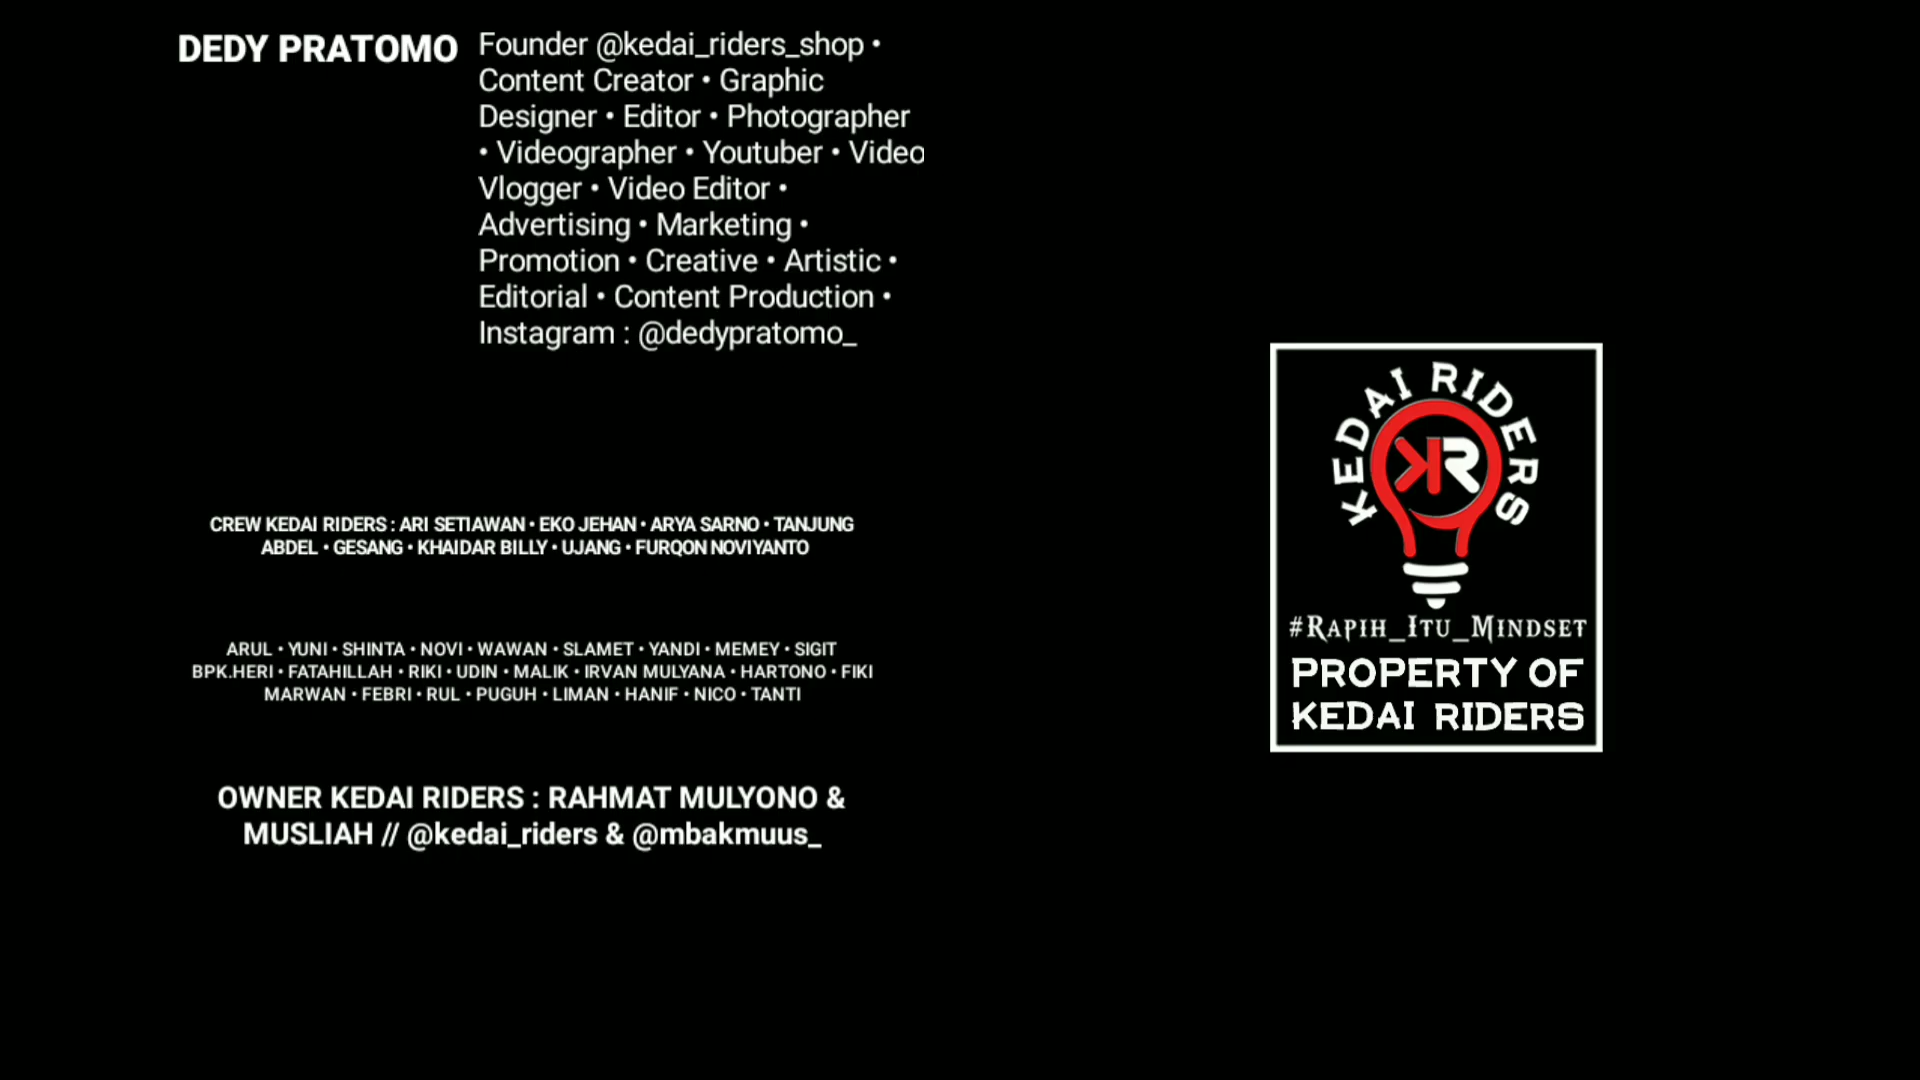 DEDY PRATOMO
Founder @kedai_riders_shop •
Content Creator • Graphic
Designer • Editor • Photographer
• Videographer • Youtuber • Video
Vlogger • Video Editor •
Advertising • Marketing •
Promotion • Creative • Artistic •
Editorial • Content Production •
Instagram : @dedypratomo_
CREW KEDAI RIDERS : ARI SETIAWAN • EKO JEHAN • ARYA SARNO • TANJUNG
ABDEL • GESANG • KHAIDAR BILLY • UJANG • FURQON NOVIYANTO
ARUL • YUNI • SHINTA • NOVI • WAWAN • SLAMET • YANDI • MEMEY • SIGIT
BPK.HERI • FATAHILLAH • RIKI • UDIN • MALIK • IRVAN MULYANA • HARTONO • FIKI
MARWAN • FEBRI • RUL • PUGUH • LIMAN • HANIF • NICO • TANTI
OWNER KEDAI RIDERS : RAHMAT MULYONO &
MUSLIAH // @kedai_riders & @mbakmuus_
KEDAI RIDERS
KR
#RAPIH_ITU_MINDSET
PROPERTY OF
KEDAI RIDERS